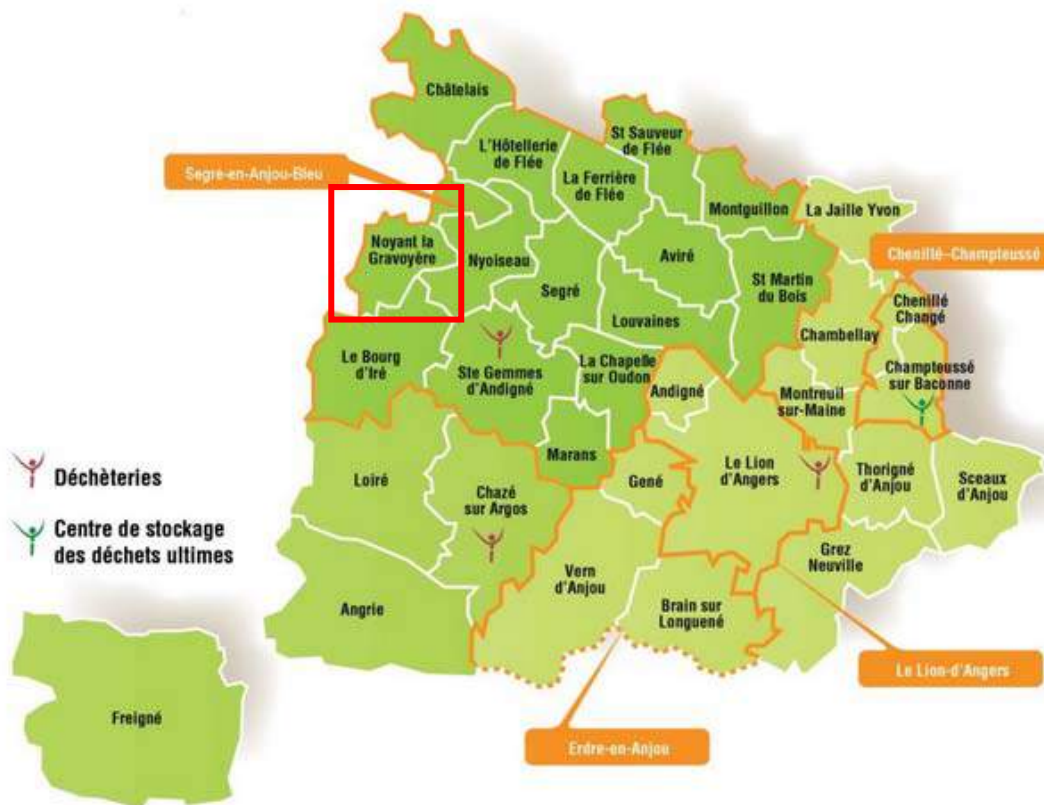 Châtelais
L'Hôtellerie
de Flée
St Sauveur
de Flée
La Ferrière
de Flée
Segré-en-Anjou-Bleu
Montguillon
La Jaille Yvon
Noyant la
Gravoyère
Nyoiseau
Aviré
Chenillé-Champteussé
Segré
St Martin
du Bois
Chenillé
Changé
Louvaines
Chambellay
Le Bourg
d'Iré
Ste Gemmes
d'Andigné
La Chapelle
sur Oudon
Andigné
Montreuil
sur-Maine
Champtoussé
sur Baconne
Marans
Déchèteries
Loiré
Chazé
sur Argos
Gené
Le Lion
d'Angers
Thorigné
d'Anjou
Sceaux
d'Anjou
Centre de stockage
des déchets ultimes
Grez
Neuville
Angrie
Vern
d'Anjou
Brain sur
Longuené
Le Lion-d'Angers
Freigné
Erdre-en-Anjou